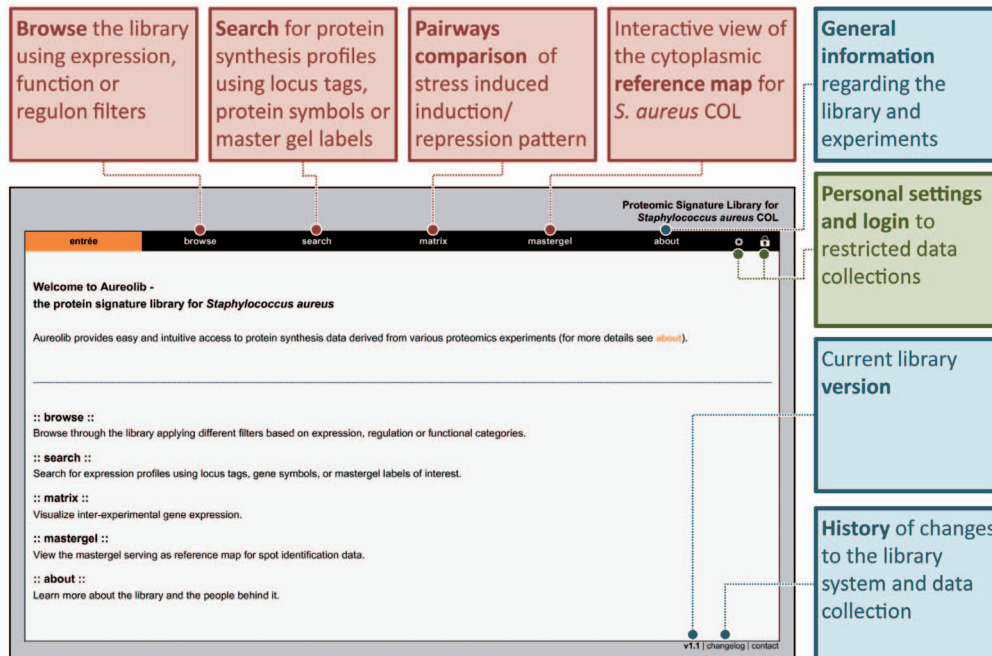 Browse the library
using expression,
function or
regulon filters
Search for protein
synthesis profiles
using locus tags,
protein symbols or
master gel labels
Pairways
comparison of
stress induced
induction/
repression pattern
Interactive view of
the cytoplasmic
reference map for
S. aureus COL
General
information
regarding the
library and
experiments
Personal settings
and login to
restricted data
collections
Current library
version
History of changes
to the library
system and data
collection
Proteomic Signature Library for
Staphylococcus aureus COL
entrée browse search matrix mastergel about
Welcome to Aureolib -
the protein signature library for Staphylococcus aureus
Aureolib provides easy and intuitive access to protein synthesis data derived from various proteomics experiments (for more details see about).
:: browse ::
Browse through the library applying different filters based on expression, regulation or functional categories.
:: search ::
Search for expression profiles using locus tags, gene symbols, or mastergel labels of interest.
:: matrix ::
Visualize inter-experimental gene expression.
:: mastergel ::
View the mastergel serving as reference map for spot identification data.
:: about ::
Learn more about the library and the people behind it.
v1.1 | changelog | contact